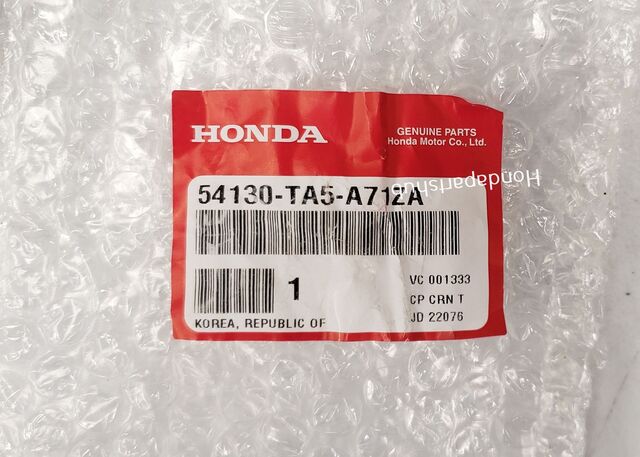 HONDA
GENUINE PARTS
Honda Motor Co., Ltd.
Hondapartshub
54130-TA5-A71ZA
1
VC 001333
CP CRN T
JD 22076
KOREA, REPUBLIC OF